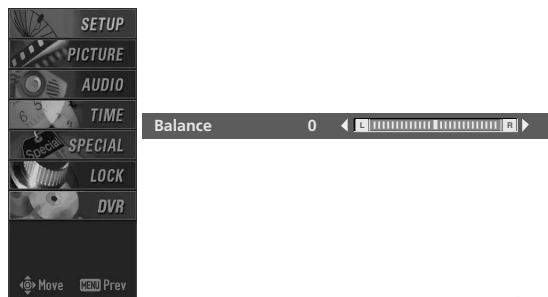 SETUP
PICTURE
AUDIO
TIME
Special SPECIAL
LOCK
DVR
Balance 0 L R
Move MENU Prev